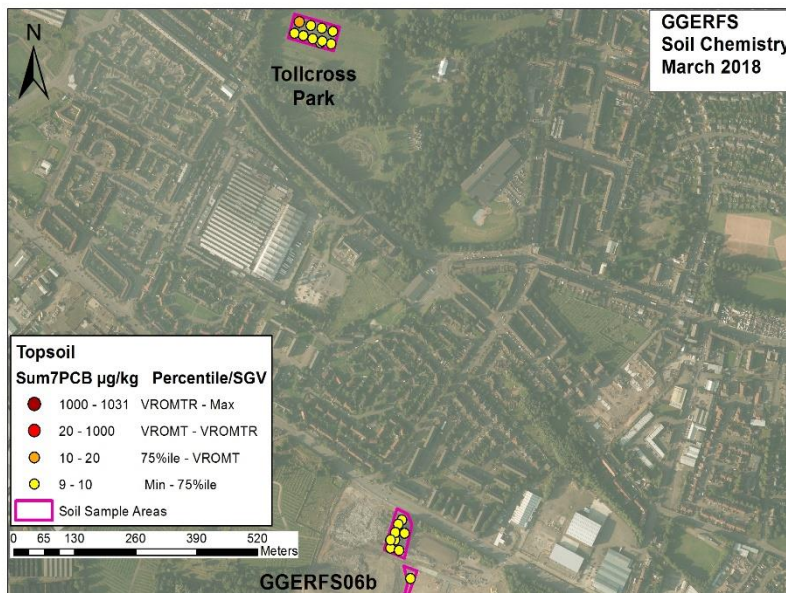 N
Tollcross
Park
GGERFS
Soil Chemistry
March 2018
Topsoil
Sum7PCB µg/kg Percentile/SGV
1000 - 1031 VROMTR - Max
20 - 1000 VROMT - VROMTR
10 - 20 75%ile - VROMT
9 - 10 Min - 75%ile
Soil Sample Areas
0 65 130 260 390 520
Meters
GGERFS06b